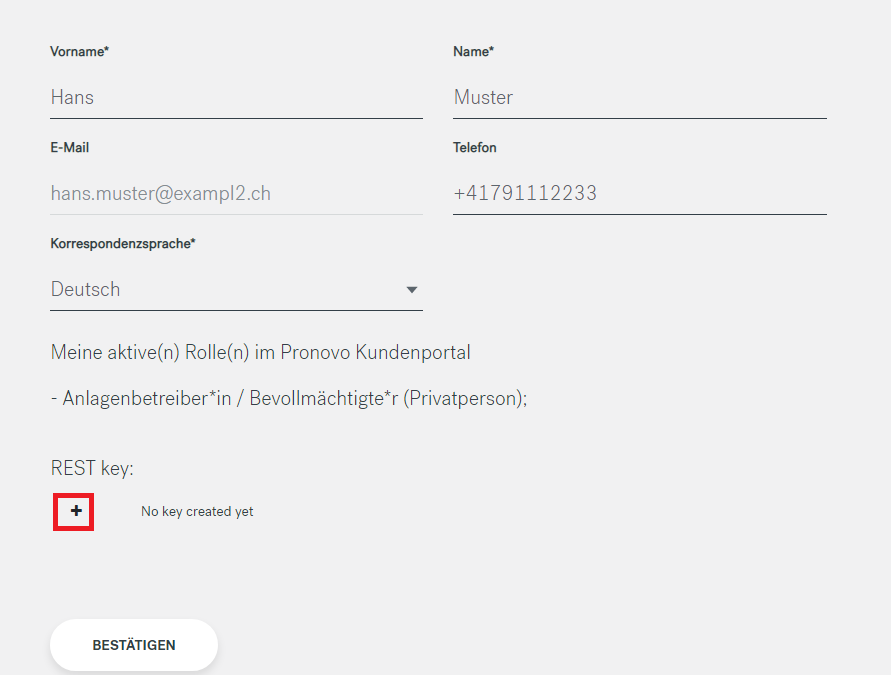 Vorname* Name*
Hans Muster
E-Mail Telefon
hans.muster@exampl2.ch +41791112233
Korrespondenzsprache*
Deutsch
Meine aktive(n) Rolle(n) im Pronovo Kundenportal
- Anlagenbetreiber*in / Bevollmächtigte*r (Privatperson);
REST key:
+ No key created yet
BESTÄTIGEN